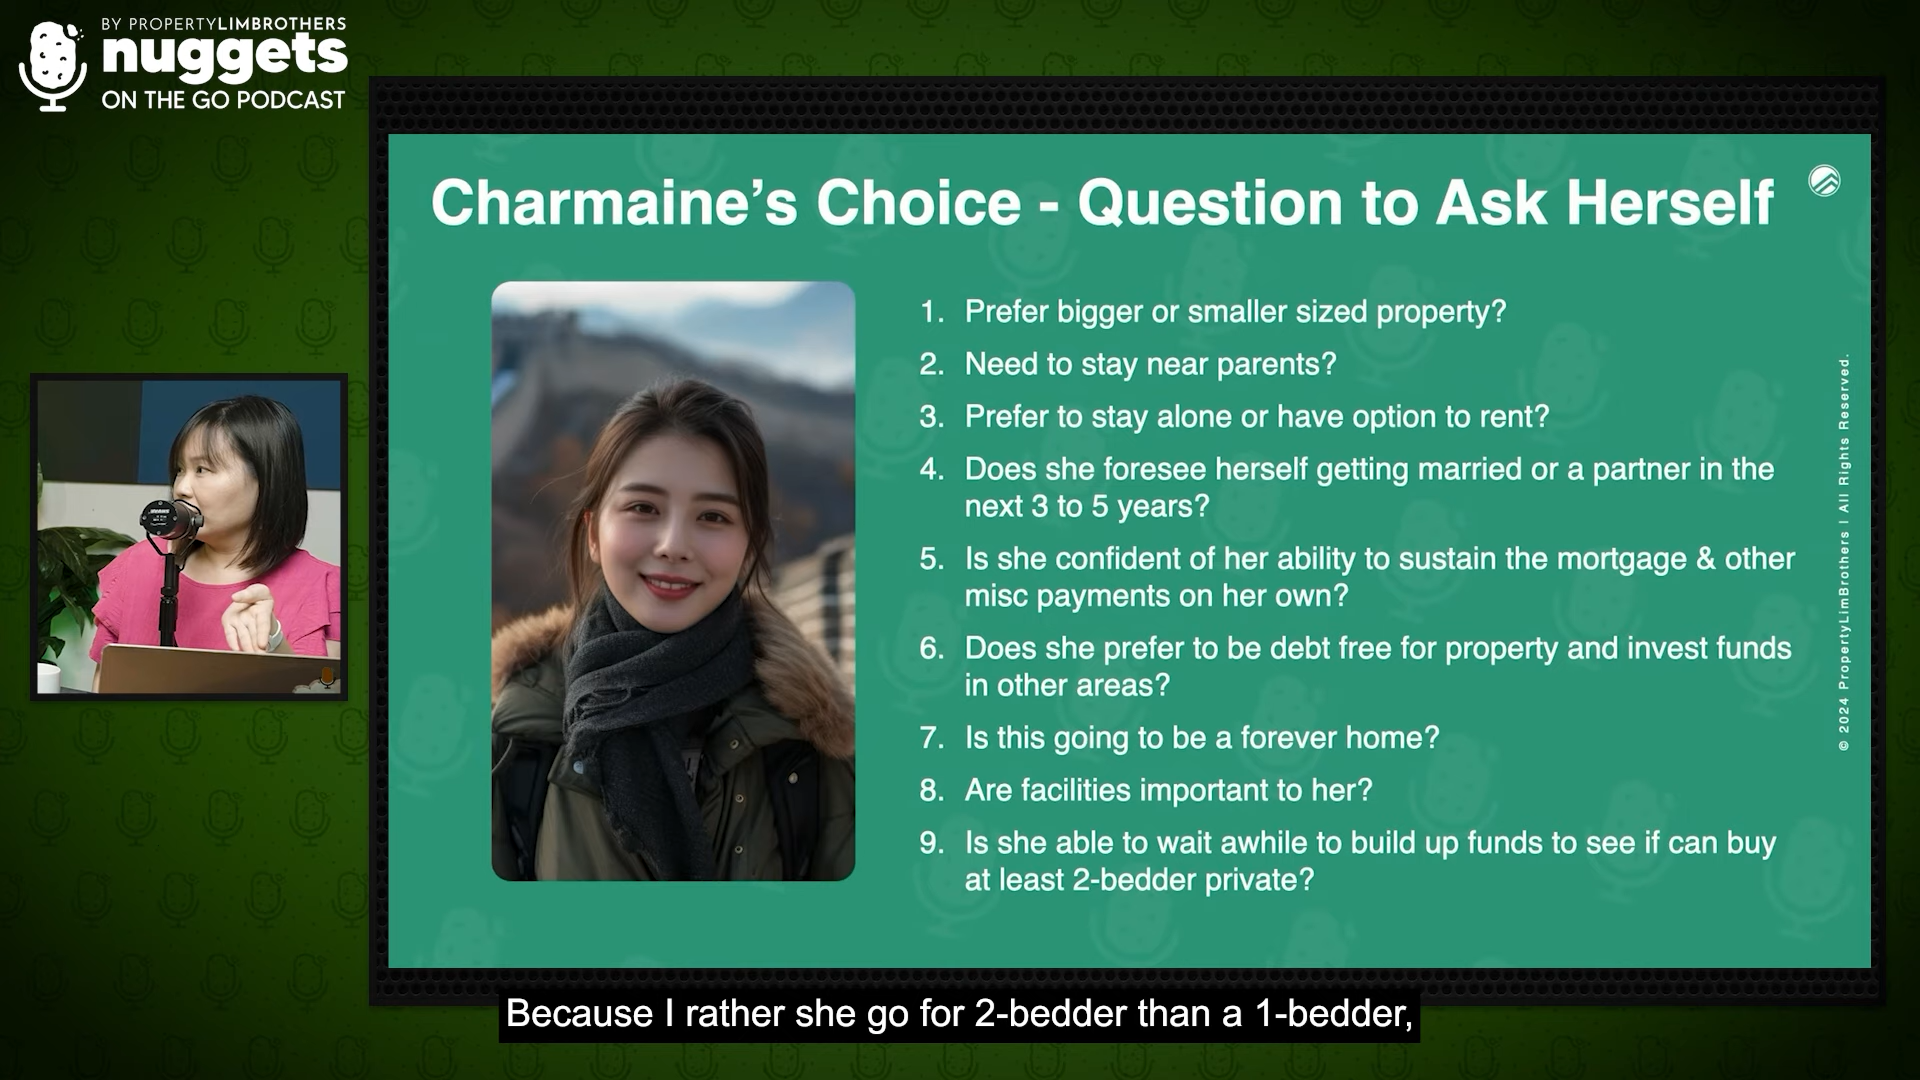 BY PROPERTYLIMBROTHERS
nuggets
ON THE GO PODCAST
Charmaine’s Choice - Question to Ask Herself
1. Prefer bigger or smaller sized property?
2. Need to stay near parents?
3. Prefer to stay alone or have option to rent?
4. Does she foresee herself getting married or a partner in the
next 3 to 5 years?
5. Is she confident of her ability to sustain the mortgage & other
misc payments on her own?
6. Does she prefer to be debt free for property and invest funds
in other areas?
7. Is this going to be a forever home?
8. Are facilities important to her?
9. Is she able to wait awhile to build up funds to see if can buy
at least 2-bedder private?
© 2024 PropertyLimBrothers | All Rights Reserved.
Because I rather she go for 2-bedder than a 1-bedder,